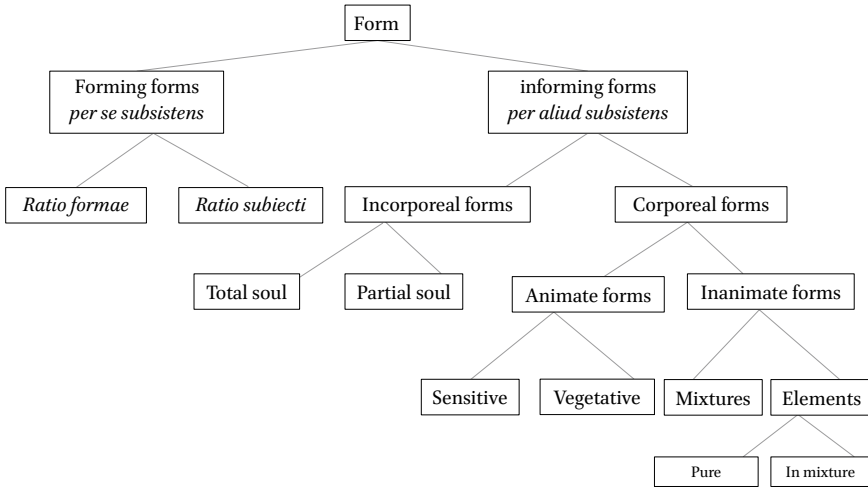 Form
Forming forms
per se subsistens
informing forms
per aliud subsistens
Ratio formae
Ratio subiecti
Incorporeal forms
Corporeal forms
Total soul
Partial soul
Animate forms
Inanimate forms
Sensitive
Vegetative
Mixtures
Elements
Pure
In mixture